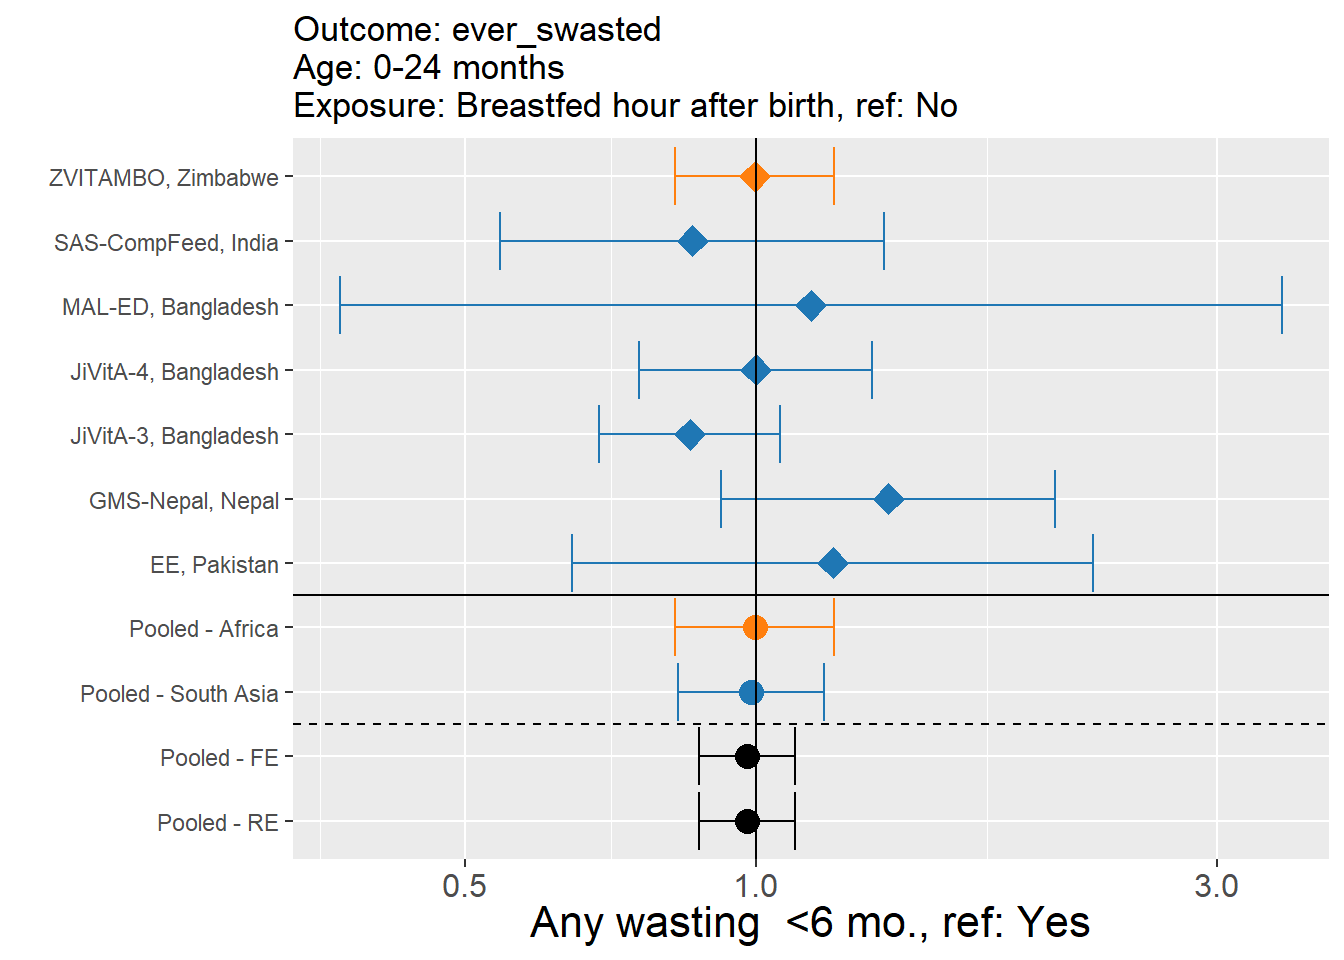 Outcome: ever_swasted
Age: 0-24 months
Exposure: Breastfed hour after birth, ref: No
ZVITAMBO, Zimbabwe
SAS-CompFeed, India
MAL-ED, Bangladesh
JiVitA-4, Bangladesh
JiVitA-3, Bangladesh
GMS-Nepal, Nepal
EE, Pakistan
Pooled - Africa
Pooled - South Asia
Pooled - FE
Pooled - RE
0.5 1.0 3.0
Any wasting  <6 mo., ref: Yes